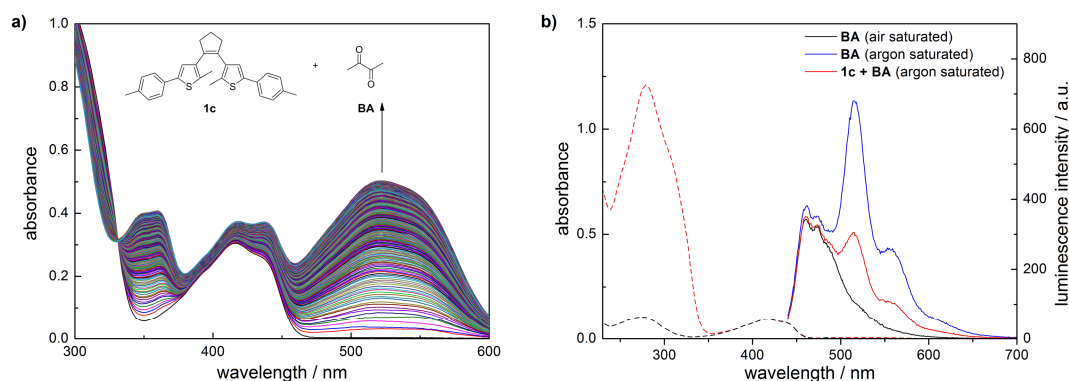 a)
1.0
0.8
0.6
0.4
0.2
0.0
absorbance
300
400
500
600
wavelength / nm
S
S
1c
+
O
O
BA
b)
1.5
1.0
0.5
0.0
absorbance
300
400
500
600
700
wavelength / nm
BA (air saturated)
BA (argon saturated)
1c + BA (argon saturated)
800
600
400
200
0
luminescence intensity / a.u.